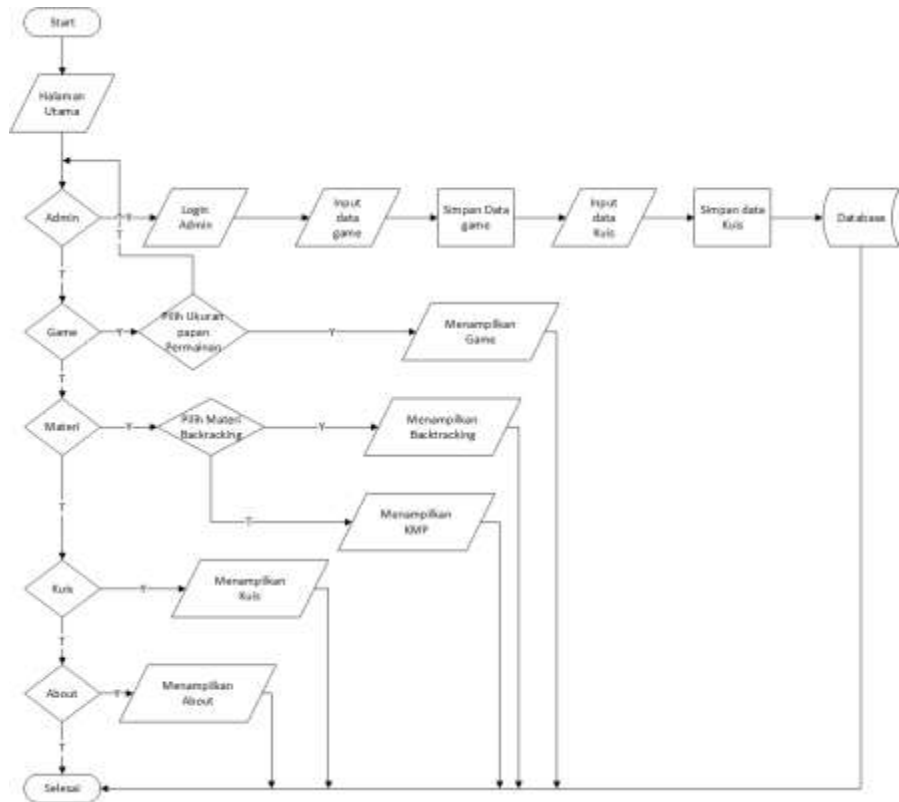 Start
Halaman
Utama
Admin
Y
Login
Admin
Input
data
game
Simpan Data
game
Input
data
Kuis
Simpan data
Kuis
Database
T
T
Game
Y
Pilih Ukuran
papan
Permainan
Y
Menampilkan
Game
T
Materi
Y
Pilih Materi
Backtracking
Y
Menampilkan
Backtracking
T
T
Menampilkan
KMP
Kuis
Y
Menampilkan
Kuis
T
About
Y
Menampilkan
About
T
Selesai